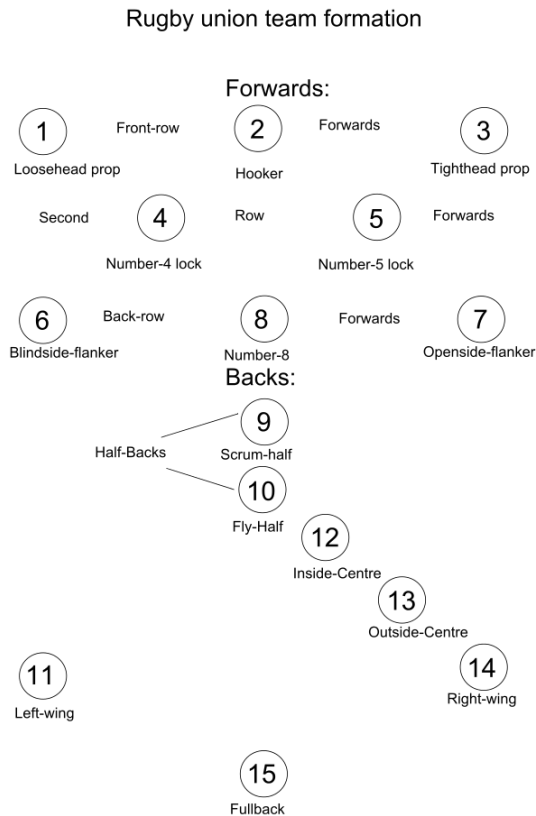 Rugby union team formation
Forwards:
1 Front-row 2 Forwards 3
Loosehead prop Hooker Tighthead prop
Second 4 Row 5 Forwards
Number-4 lock Number-5 lock
6 Back-row 8 Forwards 7
Blindside-flanker Number-8 Openside-flanker
Backs:
9
Half-Backs Scrum-half
10
Fly-Half
12
Inside-Centre
13
Outside-Centre
11 14
Left-wing Right-wing
15
Fullback